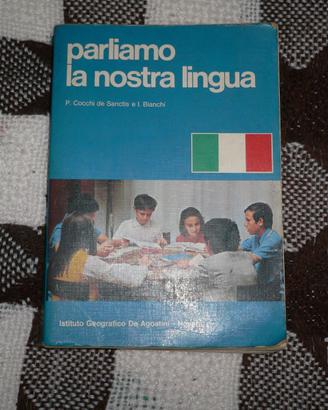 parliamo
la nostra lingua
P. Cocchi de Sanctis e I. Bianchi
Istituto Geografico De Agostini -